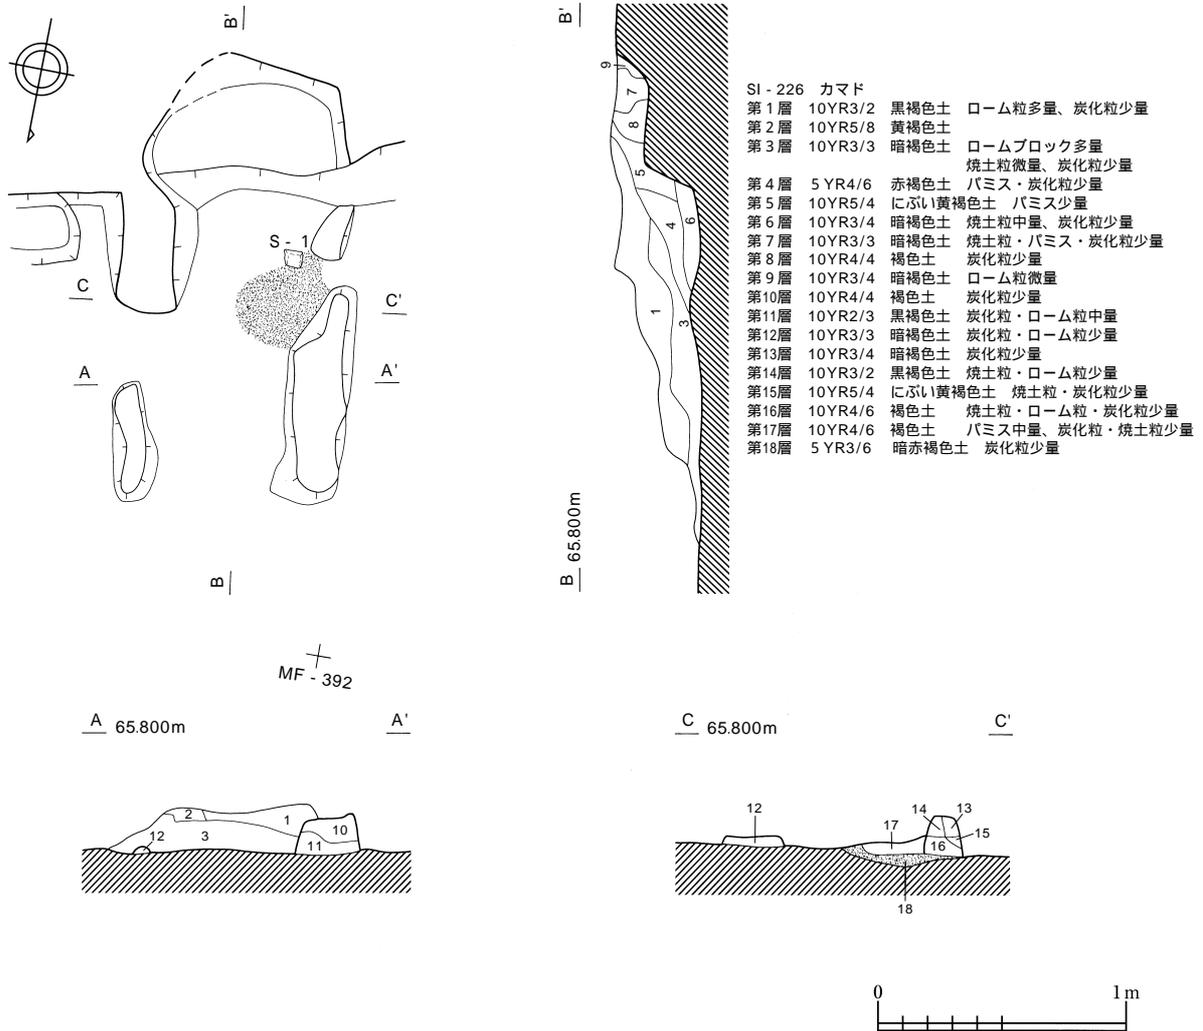 B'
S - 1
C
C'
A
A'
B
MF - 392
B'
9
7
8
5
4
6
1
3
B 65.800m
SI - 226 カマド
第1層 10YR3/2 黒褐色土 ローム粒多量、炭化粒少量
第2層 10YR5/8 黄褐色土
第3層 10YR3/3 暗褐色土 ロームブロック多量
焼土粒微量、炭化粒少量
第4層 5YR4/6 赤褐色土 パミス・炭化粒少量
第5層 10YR5/4 にぶい黄褐色土 パミス少量
第6層 10YR3/4 暗褐色土 焼土粒中量、炭化粒少量
第7層 10YR3/3 暗褐色土 焼土粒・パミス・炭化粒少量
第8層 10YR4/4 褐色土 炭化粒少量
第9層 10YR3/4 暗褐色土 ローム粒微量
第10層 10YR4/4 褐色土 炭化粒少量
第11層 10YR2/3 黒褐色土 炭化粒・ローム粒中量
第12層 10YR3/3 暗褐色土 炭化粒・ローム粒少量
第13層 10YR3/4 暗褐色土 炭化粒少量
第14層 10YR3/2 黒褐色土 焼土粒・ローム粒少量
第15層 10YR5/4 にぶい黄褐色土 焼土粒・炭化粒少量
第16層 10YR4/6 褐色土 焼土粒・ローム粒・炭化粒少量
第17層 10YR4/6 褐色土 パミス中量、炭化粒・焼土粒少量
第18層 5YR3/6 暗赤褐色土 炭化粒少量
A 65.800m A'
2
1
12
3
10
11
C 65.800m C'
12
14
13
17
15
16
18
0 1m